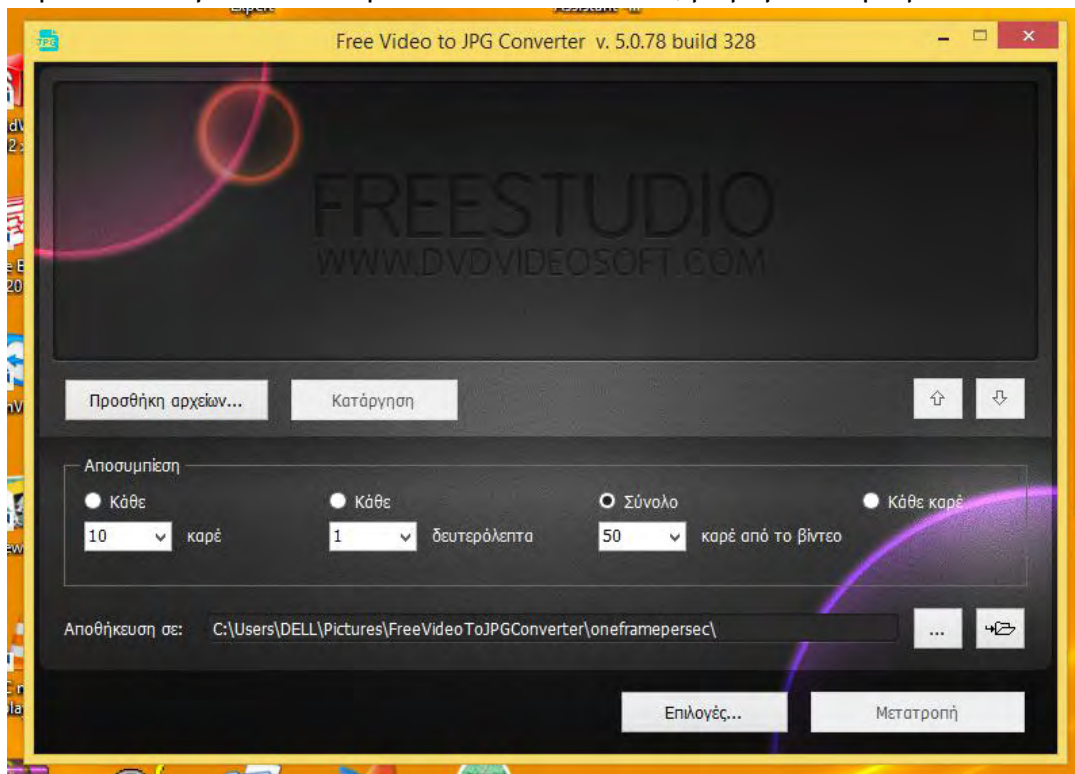 Expert
Free Video to JPG Converter v. 5.0.78 build 328
JPG
FREESTUDIO
WWW.DVDVIDEOSOFT.COM
Προσθήκη αρχείων...
Κατάργηση
Αποσυμπίεση
Κάθε
Κάθε
Σύνολο
Κάθε καρέ
10 καρέ
1 δευτερόλεπτα
50 καρέ από το βίντεο
Αποθήκευση σε: C:\Users\DELL\Pictures\FreeVideoToJPGConverter\oneframepersec\
...
Επιλογές...
Μετατροπή